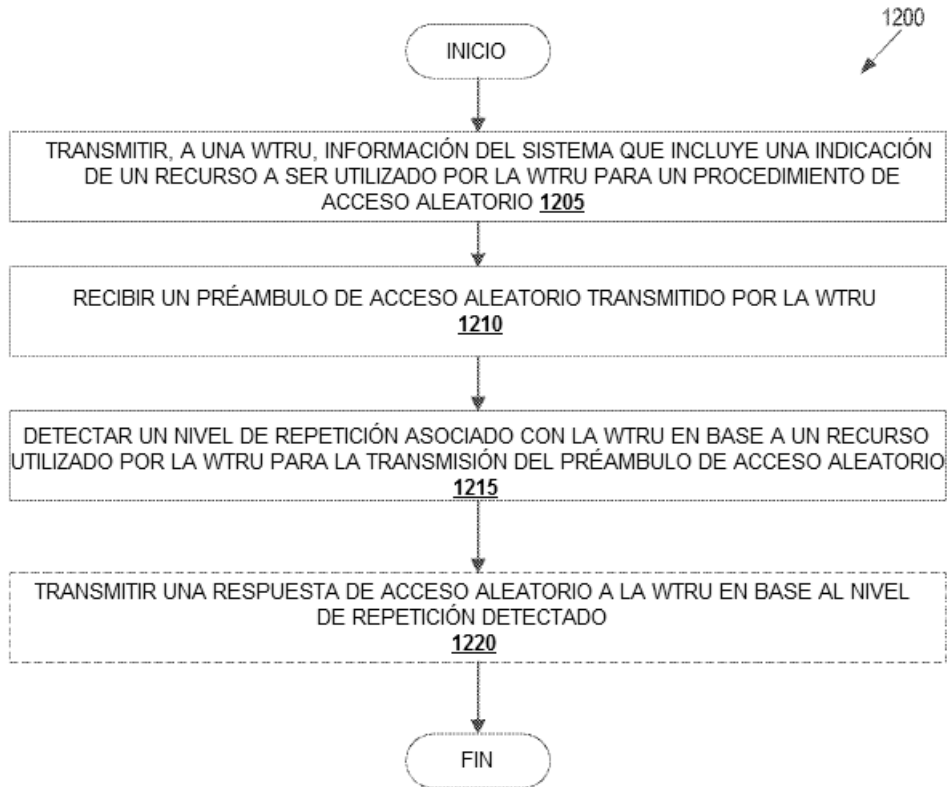 1200
INICIO
TRANSMITIR, A UNA WTRU, INFORMACIÓN DEL SISTEMA QUE INCLUYE UNA INDICACIÓN
DE UN RECURSO A SER UTILIZADO POR LA WTRU PARA UN PROCEDIMIENTO DE
ACCESO ALEATORIO 1205
RECIBIR UN PRÉAMBULO DE ACCESO ALEATORIO TRANSMITIDO POR LA WTRU
1210
DETECTAR UN NIVEL DE REPETICIÓN ASOCIADO CON LA WTRU EN BASE A UN RECURSO
UTILIZADO POR LA WTRU PARA LA TRANSMISIÓN DEL PRÉAMBULO DE ACCESO ALEATORIO
1215
TRANSMITIR UNA RESPUESTA DE ACCESO ALEATORIO A LA WTRU EN BASE AL NIVEL
DE REPETICIÓN DETECTADO
1220
FIN